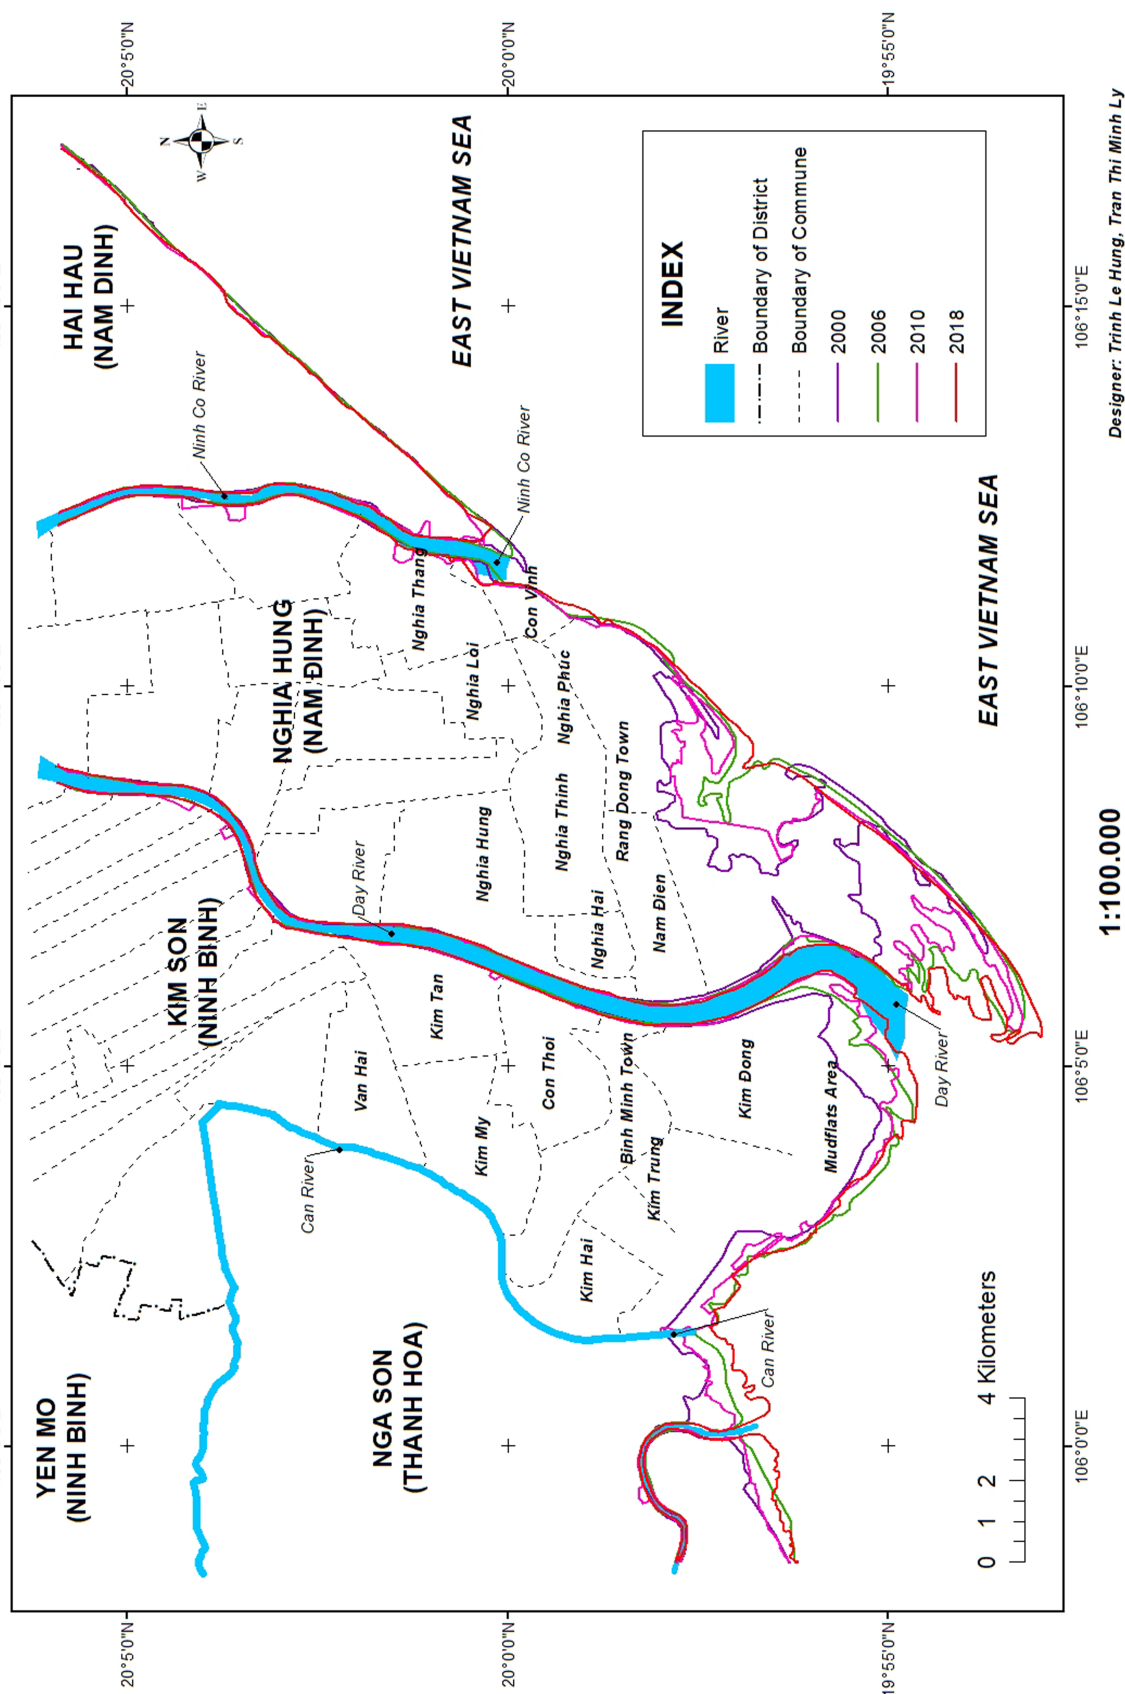 106°0'0"E
106°5'0"E
106°10'0"E
106°15'0"E
20°5'0"N
20°5'0"N
20°0'0"N
20°0'0"N
19°55'0"N
19°55'0"N
YEN MO
(NINH BINH)
KIM SON
(NINH BINH)
HAI HAU
(NAM DINH)
N
W
E
S
Ninh Co River
NGHIA HUNG
(NAM ĐINH)
Can River
Van Hai
Day River
NGA SON
(THANH HOA)
Kim Tan
Nghia Thang
EAST VIETNAM SEA
Kim My
Nghia Hung
Nghia Loi
Ninh Co River
Con Vinh
Con Thoi
Nghia Thinh
Nghia Phúc
Kim Hai
Nghia Hai
Binh Minh Town
Rang Dong Town
Kim Trung
Nam Đien
Kim Đong
Can River
Mudflats Area
Day River
EAST VIETNAM SEA
INDEX
River
Boundary of District
Boundary of Commune
2000
2006
2010
2018
0 1 2 4 Kilometers
1:100.000
Designer: Trinh Le Hung, Tran Thi Minh Ly